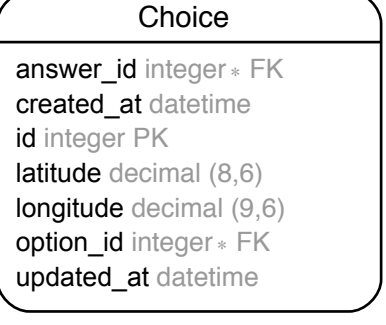 Choice
answer_id integer∗ FK
created_at datetime
id integer PK
latitude decimal (8,6)
longitude decimal (9,6)
option_id integer∗ FK
updated_at datetime